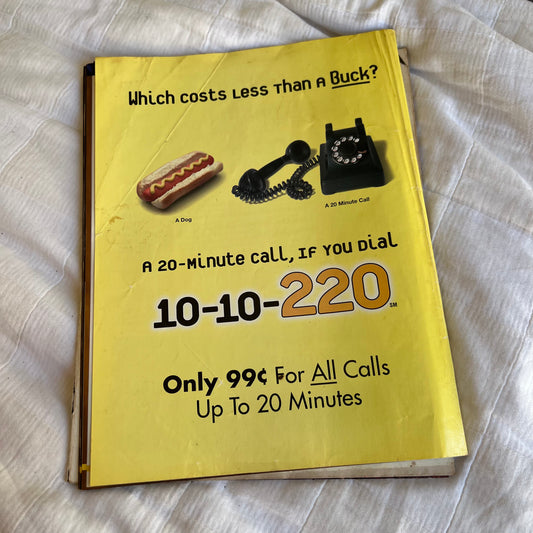 Which costs Less Than A Buck?
A Dog
A 20 Minute Call
A 20-Minute call, If You Dial
10-10-220 SM
Only 99¢ For All Calls
Up To 20 Minutes